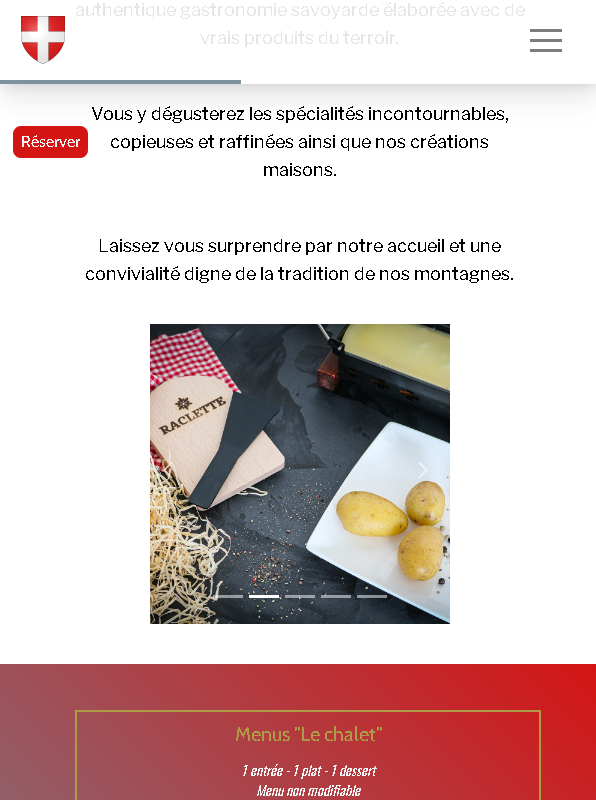 authentique gastronomie savoyarde élaborée avec de
vrais produits du terroir.
Vous y dégusterez les spécialités incontournables,
copieuses et raffinées ainsi que nos créations
maisons.
Réserver
Laissez vous surprendre par notre accueil et une
convivialité digne de la tradition de nos montagnes.
RACLETTE
Menus "Le chalet"
1 entrée - 1 plat - 1 dessert
Menu non modifiable